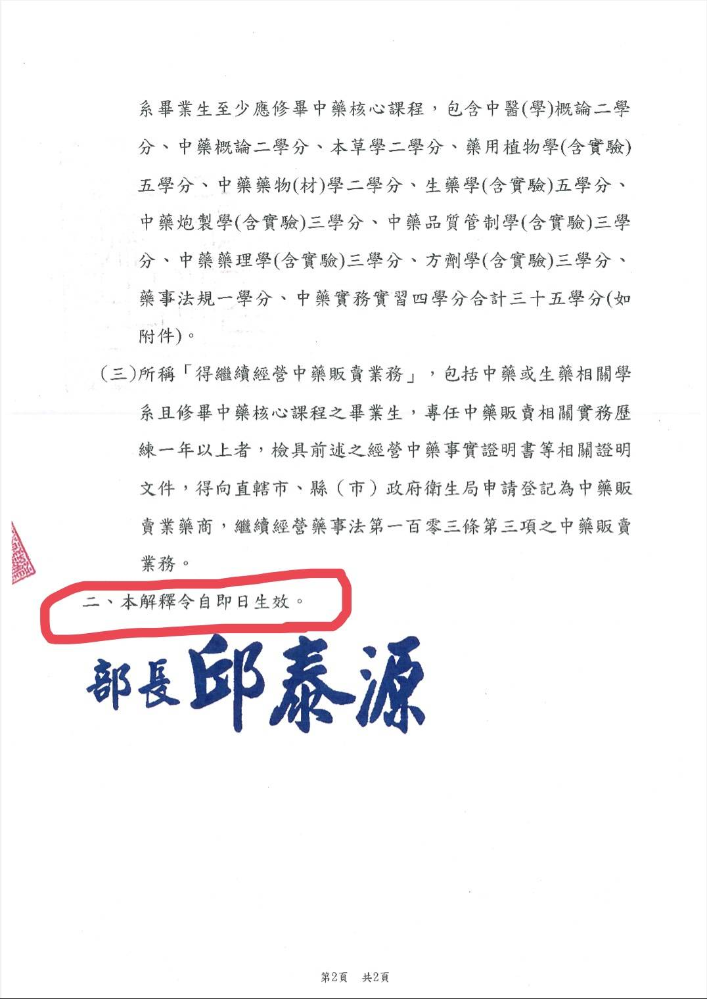 系畢業生至少應修畢中藥核心課程，包含中醫(學)概論二學
分、中藥概論二學分、本草學二學分、藥用植物學(含實驗)
五學分、中藥藥物(材)學二學分、生藥學(含實驗)五學分、
中藥炮製學(含實驗)三學分、中藥品質管制學(含實驗)三學
分、中藥藥理學(含實驗)三學分、方劑學(含實驗)三學分、
藥事法規一學分、中藥實務實習四學分合計三十五學分(如
附件)。
(三)所稱「得繼續經營中藥販賣業務」，包括中藥或生藥相關學
系且修畢中藥核心課程之畢業生，專任中藥販賣相關實務歷
練一年以上者，檢具前述之經營中藥事實證明書等相關證明
文件，得向直轄市、縣（市）政府衛生局申請登記為中藥販
賣業藥商，繼續經營藥事法第一百零三條第三項之中藥販賣
業務。
二、本解釋令自即日生效。
部長邱泰源
第2頁 共2頁